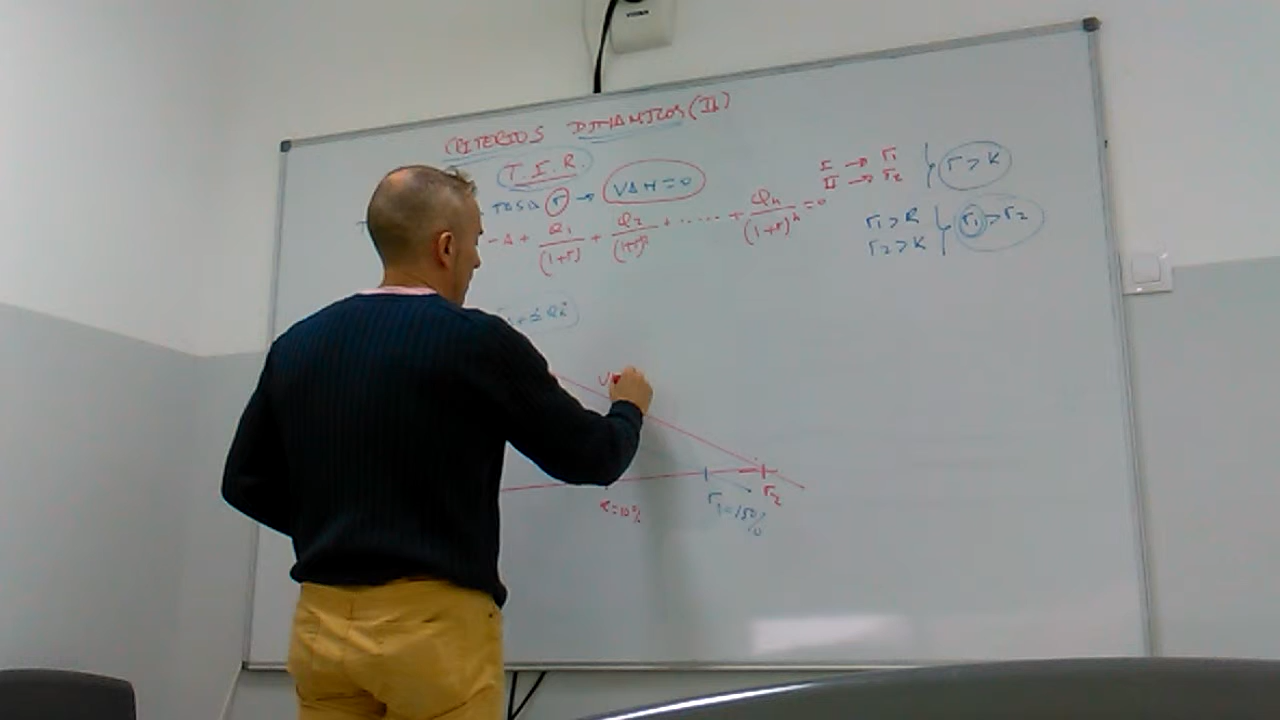 CRITERIOS DINAMICOS (II)
T.I.R.
TASA r → VAN=0
-A + Q1/(1+r) + Q2/(1+r)² + ..... + Qn/(1+r)^n = 0
I → r1
II → r2
r > K
r1 > K
r2 > K
r1 > r2
K=10%
r1=15%
r2